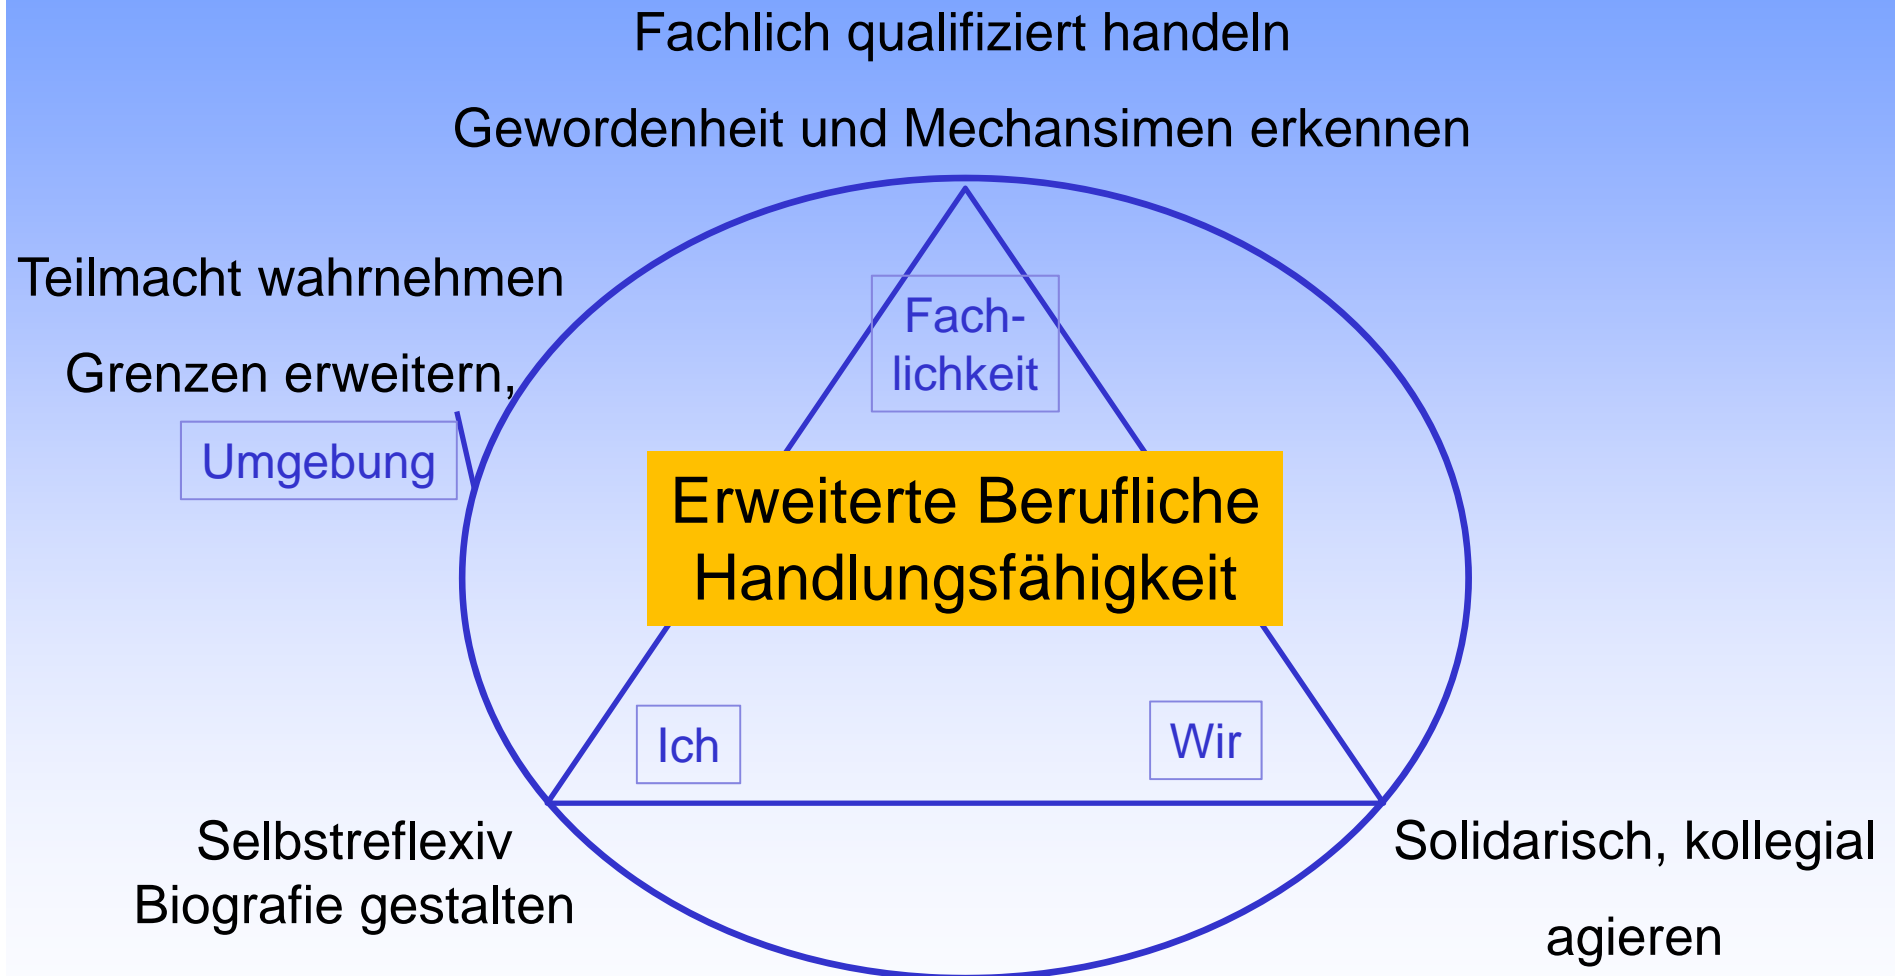 Fachlich qualifiziert handeln
Gewordenheit und Mechansimen erkennen
Teilmacht wahrnehmen
Grenzen erweitern,
Umgebung
Fach-
lichkeit
Erweiterte Berufliche
Handlungsfähigkeit
Ich
Wir
Selbstreflexiv
Biografie gestalten
Solidarisch, kollegial
agieren